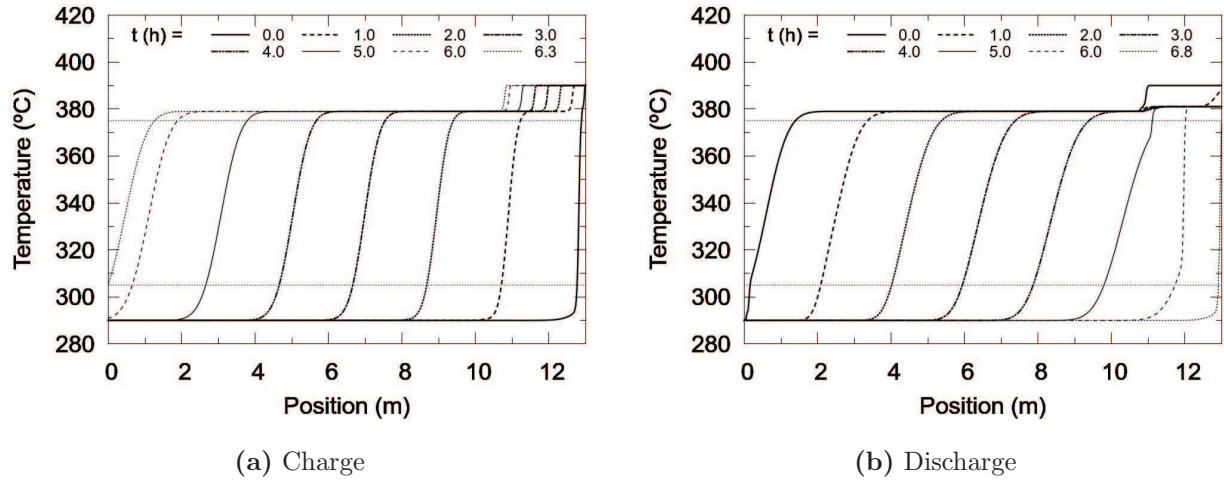 420
400
380
360
340
320
300
280
Temperature (ºC)
t (h) = 0.0 1.0 2.0 3.0
4.0 5.0 6.0 6.3
0 2 4 6 8 10 12
Position (m)
(a) Charge
420
400
380
360
340
320
300
280
Temperature (ºC)
t (h) = 0.0 1.0 2.0 3.0
4.0 5.0 6.0 6.8
0 2 4 6 8 10 12
Position (m)
(b) Discharge